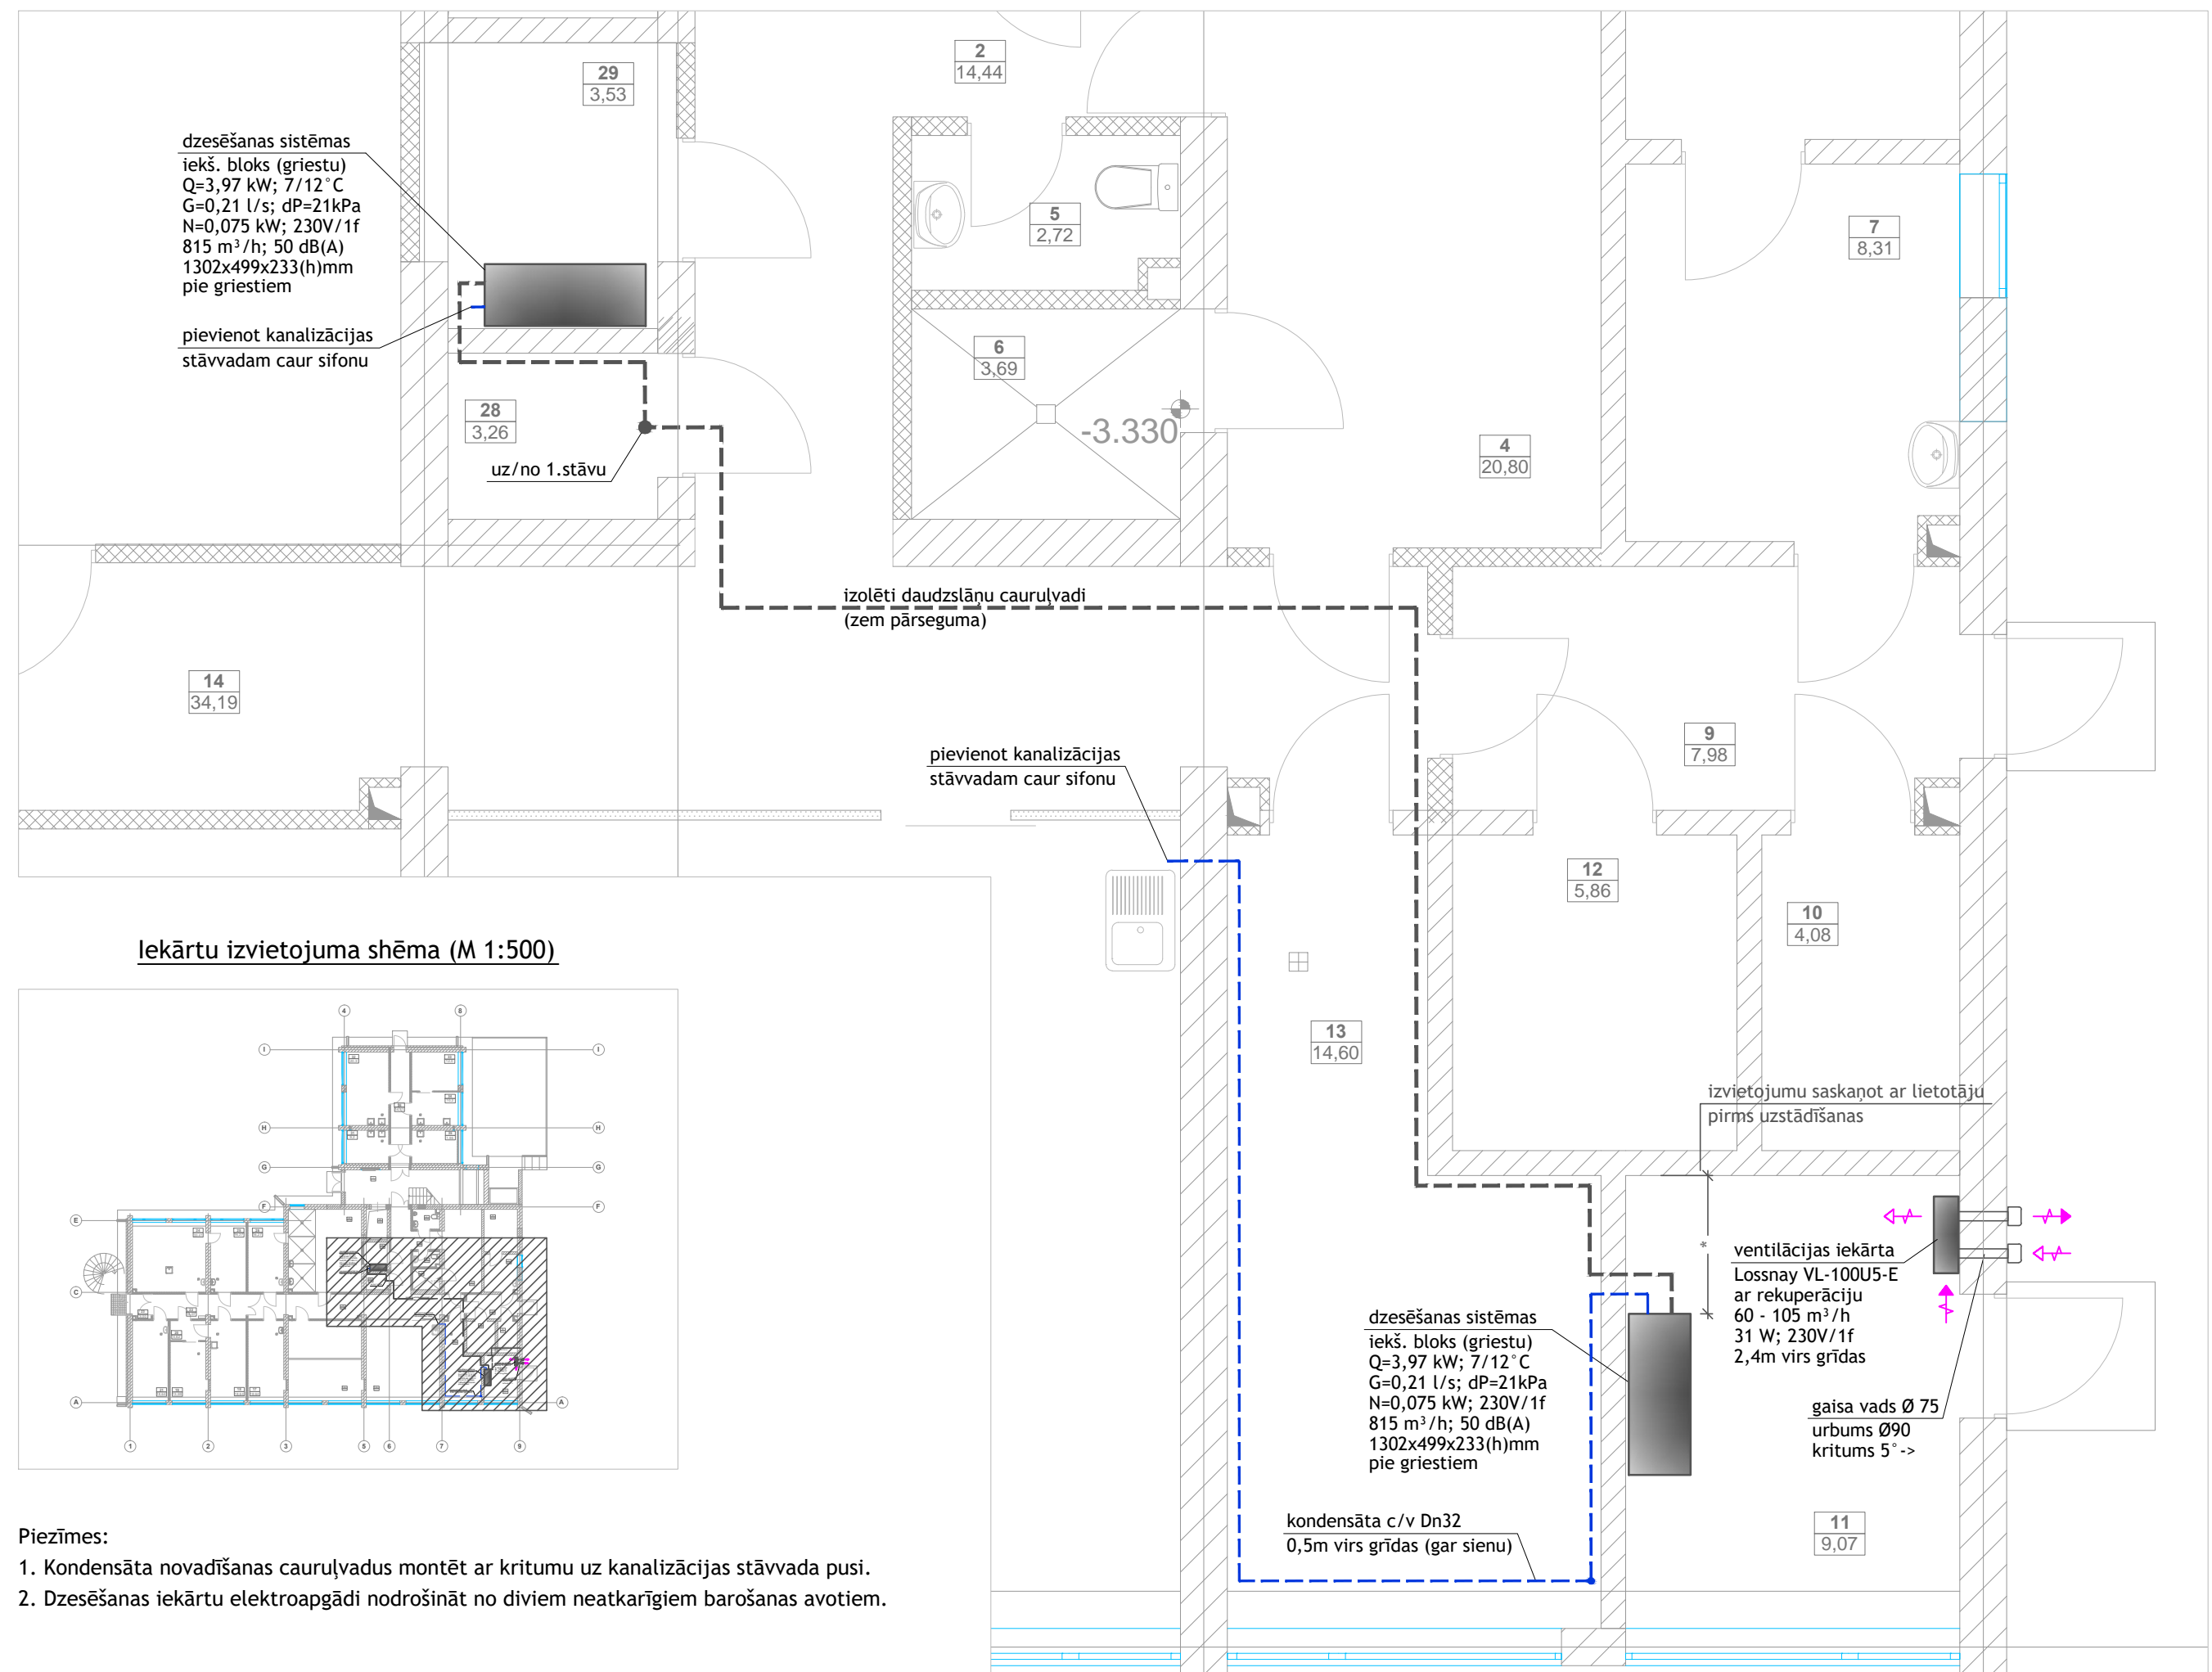 29
3,53
2
14,44
dzesēšanas sistēmas
iekš. bloks (griestu)
Q=3,97 kW; 7/12°C
G=0,21 l/s; dP=21kPa
N=0,075 kW; 230V/1f
815 m³/h; 50 dB(A)
1302x499x233(h)mm
pie griestiem
pievienot kanalizācijas
stāvvadam caur sifonu
5
2,72
7
8,31
6
3,69
-3.330
28
3,26
4
20,80
uz/no 1.stāvu
izolēti daudzslāņu cauruļvadi
(zem pārseguma)
14
34,19
9
7,98
pievienot kanalizācijas
stāvvadam caur sifonu
12
5,86
10
4,08
13
14,60
izvietojumu saskaņot ar lietotāju
pirms uzstādīšanas
*
ventilācijas iekārta
Lossnay VL-100U5-E
ar rekuperāciju
60 - 105 m³/h
31 W; 230V/1f
2,4m virs grīdas
gaisa vads Ø 75
urbums Ø90
kritums 5°->
dzesēšanas sistēmas
iekš. bloks (griestu)
Q=3,97 kW; 7/12°C
G=0,21 l/s; dP=21kPa
N=0,075 kW; 230V/1f
815 m³/h; 50 dB(A)
1302x499x233(h)mm
pie griestiem
kondensāta c/v Dn32
0,5m virs grīdas (gar sienu)
11
9,07
Iekārtu izvietojuma shēma (M 1:500)
4 8
I I
H H
G G
F F
E
C
A A
1 2 3 5 6 7 9
Piezīmes:
1. Kondensāta novadīšanas cauruļvadus montēt ar kritumu uz kanalizācijas stāvvada pusi.
2. Dzesēšanas iekārtu elektroapgādi nodrošināt no diviem neatkarīgiem barošanas avotiem.